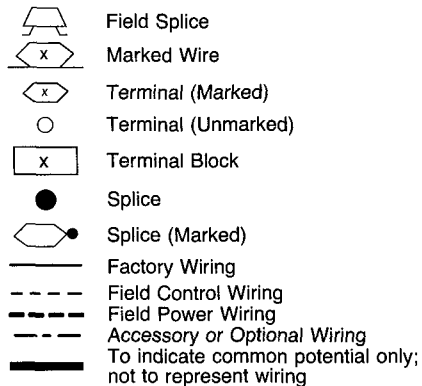 Field Splice
X Marked Wire
X Terminal (Marked)
Terminal (Unmarked)
X Terminal Block
Splice
Splice (Marked)
Factory Wiring
Field Control Wiring
Field Power Wiring
Accessory or Optional Wiring
To indicate common potential only;
not to represent wiring